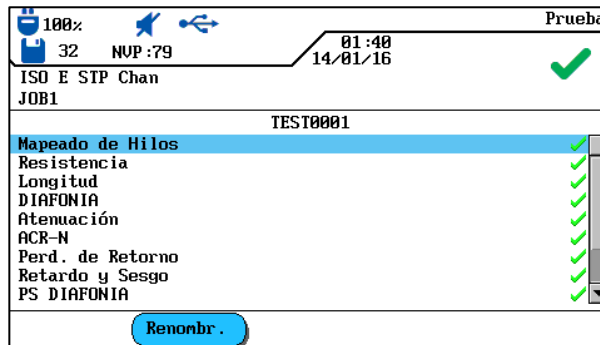 100%
Prueba
32 NVP:79
01:40
14/01/16
ISO E STP Chan
JOB1
TEST0001
Mapeado de Hilos
Resistencia
Longitud
DIAFONIA
Atenuación
ACR-N
Perd. de Retorno
Retardo y Sesgo
PS DIAFONIA
Renombr.